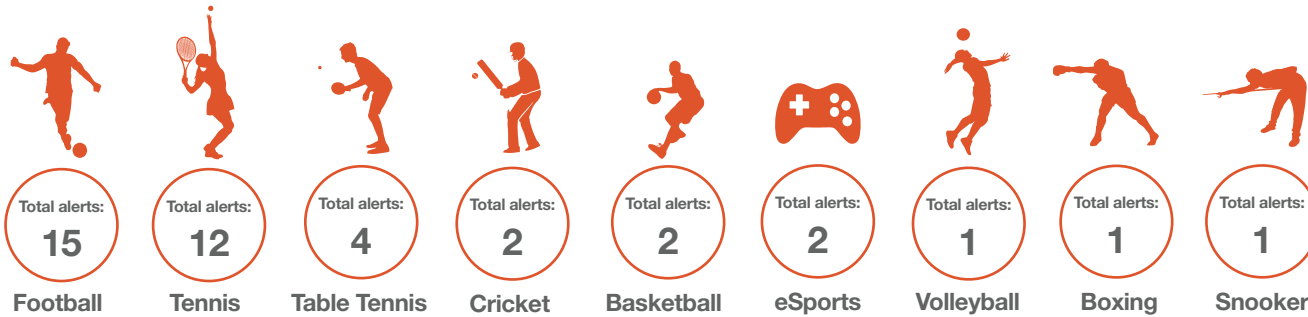 Total alerts:
15
Football
Total alerts:
12
Tennis
Total alerts:
4
Table Tennis
Total alerts:
2
Cricket
Total alerts:
2
Basketball
Total alerts:
2
eSports
Total alerts:
1
Volleyball
Total alerts:
1
Boxing
Total alerts:
1
Snooker